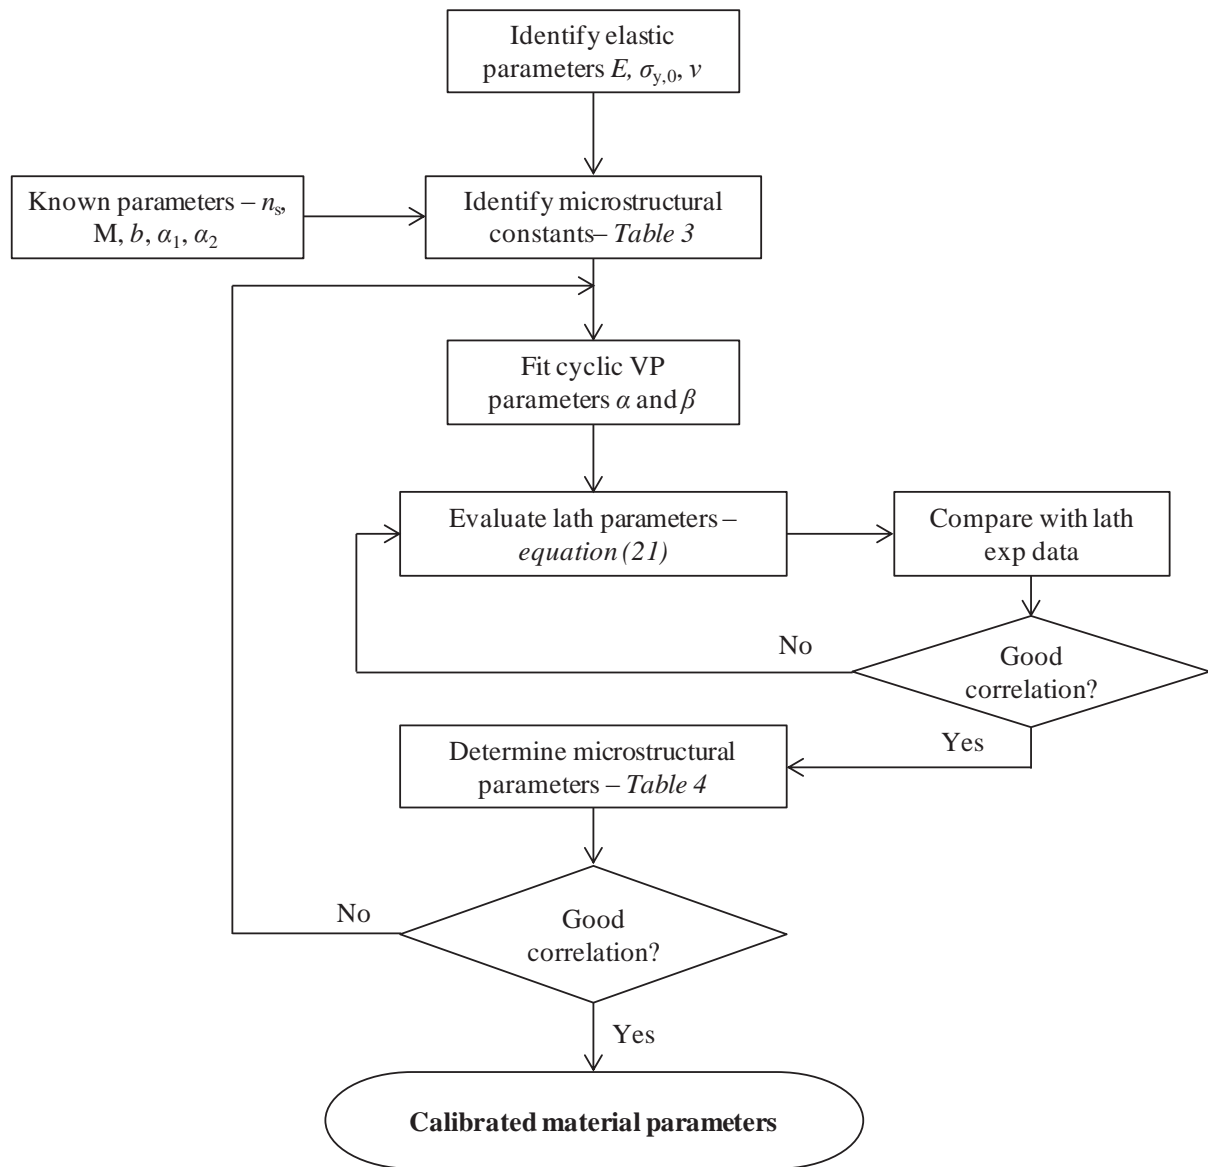 Identify elastic
parameters E, σy,0, ν
Known parameters – ns,
M, b, α1, α2
Identify microstructural
constants– Table 3
Fit cyclic VP
parameters α and β
Evaluate lath parameters –
equation (21)
Compare with lath
exp data
No
Good
correlation?
Yes
Determine microstructural
parameters – Table 4
No
Good
correlation?
Yes
Calibrated material parameters